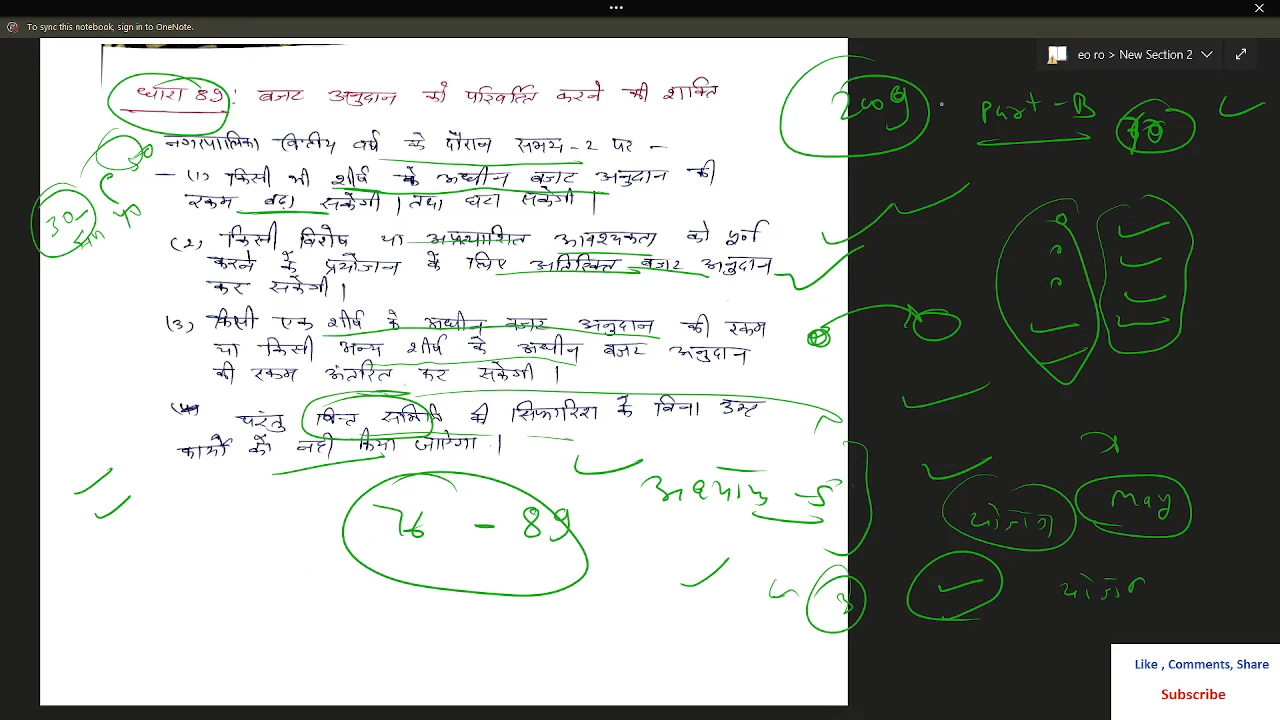 To sync this notebook, sign in to OneNote.
eo ro > New Section 2
धारा 89 : बजट अनुदान को परिवर्तित करने की शक्ति
2009
Part-B
नगरपालिका वित्तीय वर्ष के दौरान समय-2 पर -
- (1) किसी भी शीर्ष के अधीन बजट अनुदान की
रकम बढ़ा सकेगी। तथा घटा सकेगी।
30-
(2) किसी विशेष या अप्रत्याशित आवश्यकता को पूर्ण
करने के प्रयोजन के लिए अतिरिक्त बजट अनुदान
कर सकेगी।
(3) किसी एक शीर्ष के अधीन बजट अनुदान की रकम
या किसी अन्य शीर्ष के अधीन बजट अनुदान
की रकम अंतरित कर सकेगी।
परंतु वित्त समिति की सिफारिश के बिना उक्त
कार्यो को नही किया जाऐगा।
अध्याय -5
76 - 89
May
Like , Comments, Share
Subscribe